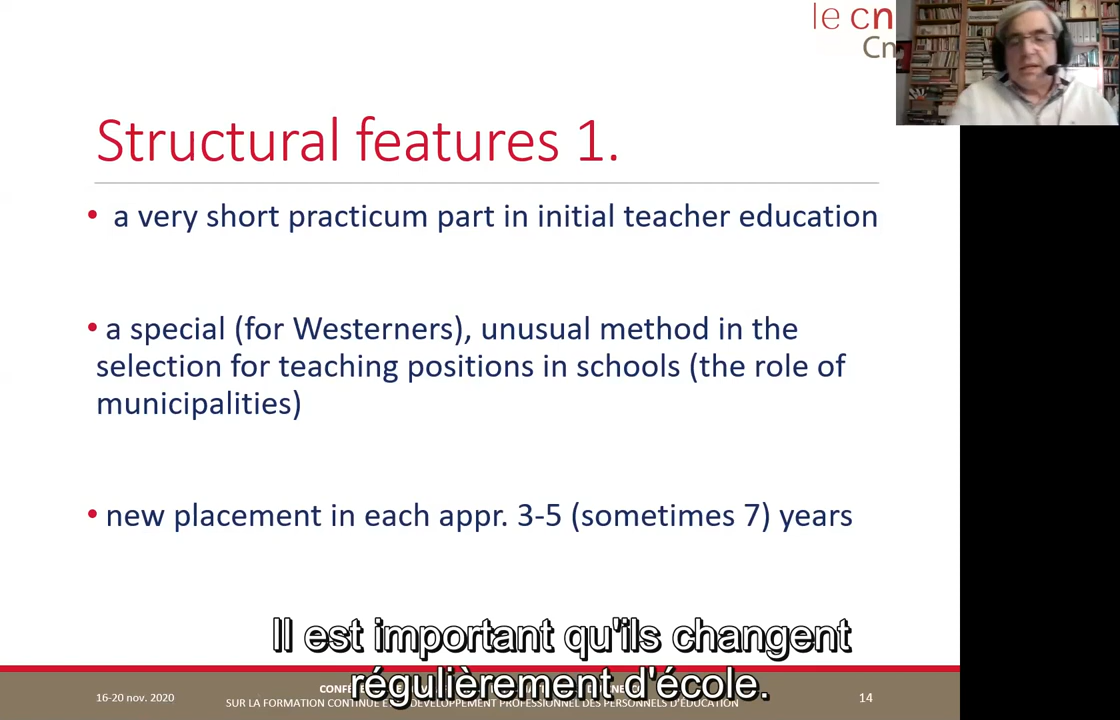 le cn
Cn
Structural features 1.
• a very short practicum part in initial teacher education
• a special (for Westerners), unusual method in the
selection for teaching positions in schools (the role of
municipalities)
• new placement in each appr. 3-5 (sometimes 7) years
Il est important qu'ils changent
régulièrement d'école.
16-20 nov. 2020
SUR LA FORMATION CONTINUE ET LE DÉVELOPPEMENT PROFESSIONNEL DES PERSONNELS D'ÉDUCATION
14